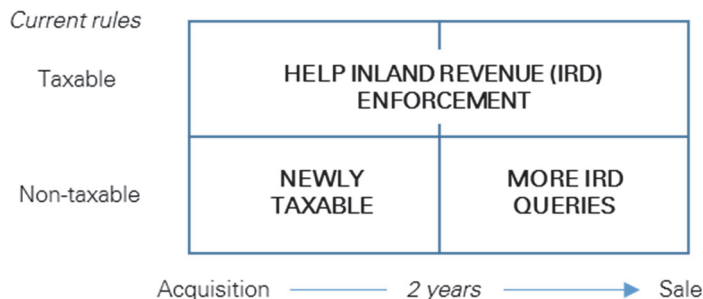 Current rules
Taxable
HELP INLAND REVENUE (IRD)
ENFORCEMENT
Non-taxable
NEWLY
TAXABLE
MORE IRD
QUERIES
Acquisition 2 years Sale